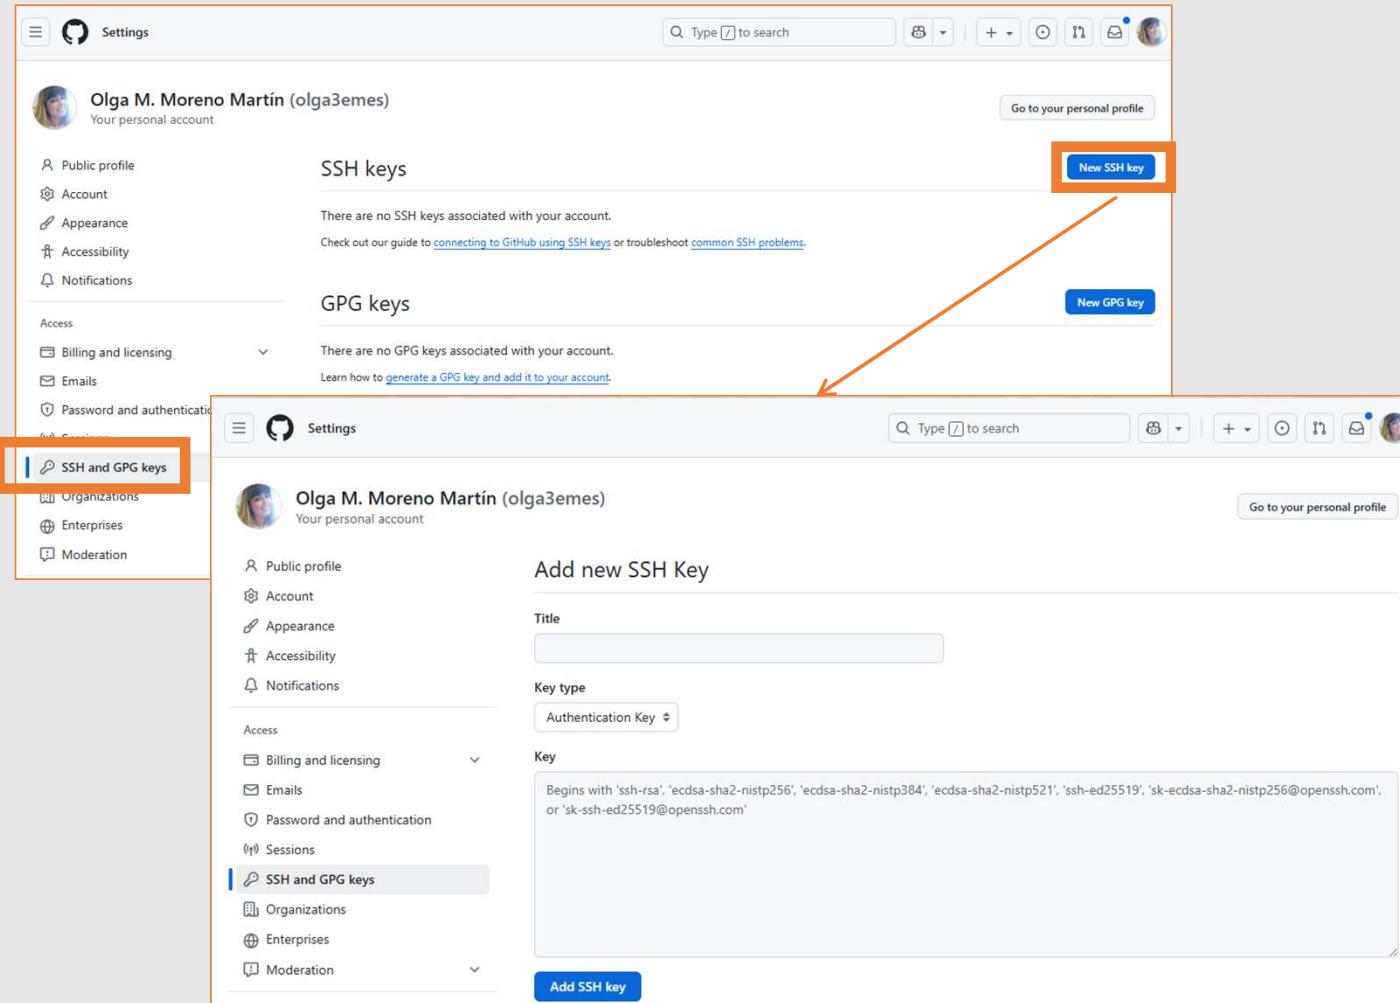 Settings
Type / to search
Olga M. Moreno Martín (olga3emes)
Your personal account
Go to your personal profile
Public profile
Account
Appearance
Accessibility
Notifications
Access
Billing and licensing
Emails
Password and authenticatio
SSH and GPG keys
Organizations
Enterprises
Moderation
SSH keys
New SSH key
There are no SSH keys associated with your account.
Check out our guide to connecting to GitHub using SSH keys or troubleshoot common SSH problems.
GPG keys
New GPG key
There are no GPG keys associated with your account.
Learn how to generate a GPG key and add it to your account.
Settings
Type / to search
Olga M. Moreno Martín (olga3emes)
Your personal account
Go to your personal profile
Public profile
Account
Appearance
Accessibility
Notifications
Access
Billing and licensing
Emails
Password and authentication
Sessions
SSH and GPG keys
Organizations
Enterprises
Moderation
Add new SSH Key
Title
Key type
Authentication Key
Key
Begins with 'ssh-rsa', 'ecdsa-sha2-nistp256', 'ecdsa-sha2-nistp384', 'ecdsa-sha2-nistp521', 'ssh-ed25519', 'sk-ecdsa-sha2-nistp256@openssh.com',
or 'sk-ssh-ed25519@openssh.com'
Add SSH key